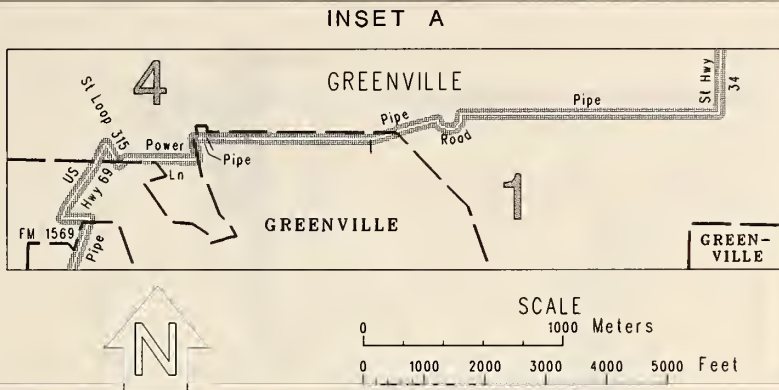 INSET A
4
GREENVILLE
St Hwy 34
St Loop 315
Pipe
Pipe
Power
Road
Pipe
US Hwy 69
Ln
1
GREENVILLE
FM 1569
GREEN-
VILLE
Pipe
SCALE
0 1000 Meters
N
0 1000 2000 3000 4000 5000 Feet